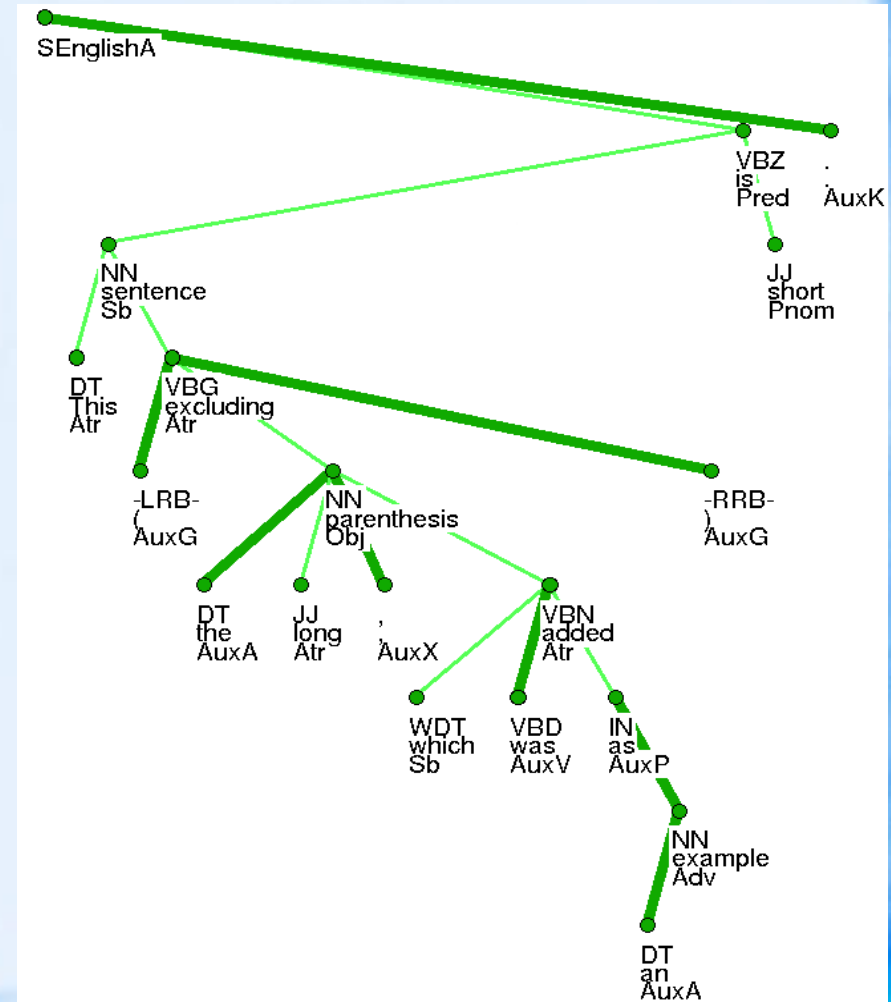 SEnglishA
VBZ
is
Pred
.
.
AuxK
NN
sentence
Sb
JJ
short
Pnom
DT
This
Atr
VBG
excluding
Atr
-LRB-
(
AuxG
NN
parenthesis
Obj
-RRB-
)
AuxG
DT
the
AuxA
JJ
long
Atr
,
,
AuxX
VBN
added
Atr
WDT
which
Sb
VBD
was
AuxV
IN
as
AuxP
NN
example
Adv
DT
an
AuxA